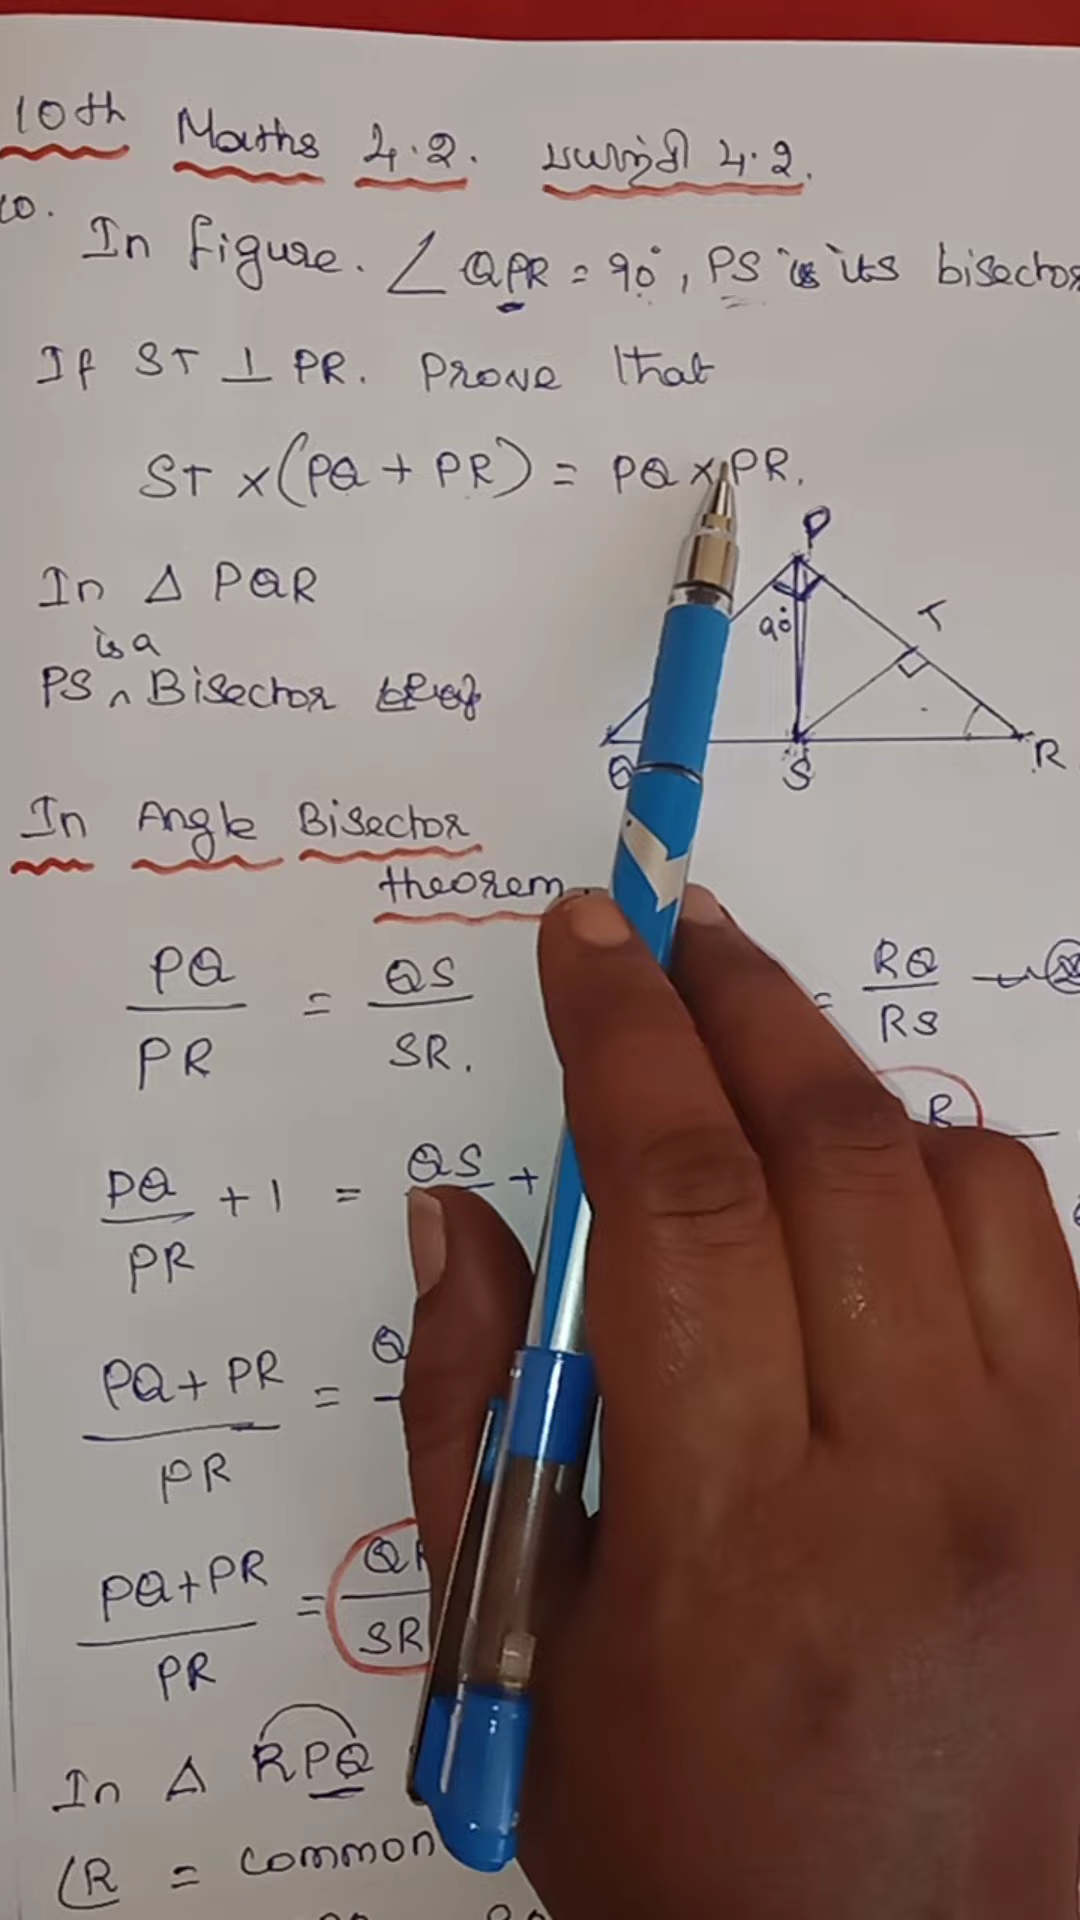 10th Maths 4.2. பயிற்சி 4.2.
10.
In figure. ∠QPR = 90°, PS is its bisector
If ST ⊥ PR. Prove that
ST × (PQ + PR) = PQ × PR.
In Δ PQR
is a
PS ^ Bisector
P
90°
T
Q
S
R
In Angle Bisector
theorem
PQ/PR = QS/SR.
= RQ/RS
R
PQ/PR + 1 = QS +
PQ + PR/PR =
PQ+PR/PR = QR/SR
In Δ RPQ
∠R = common